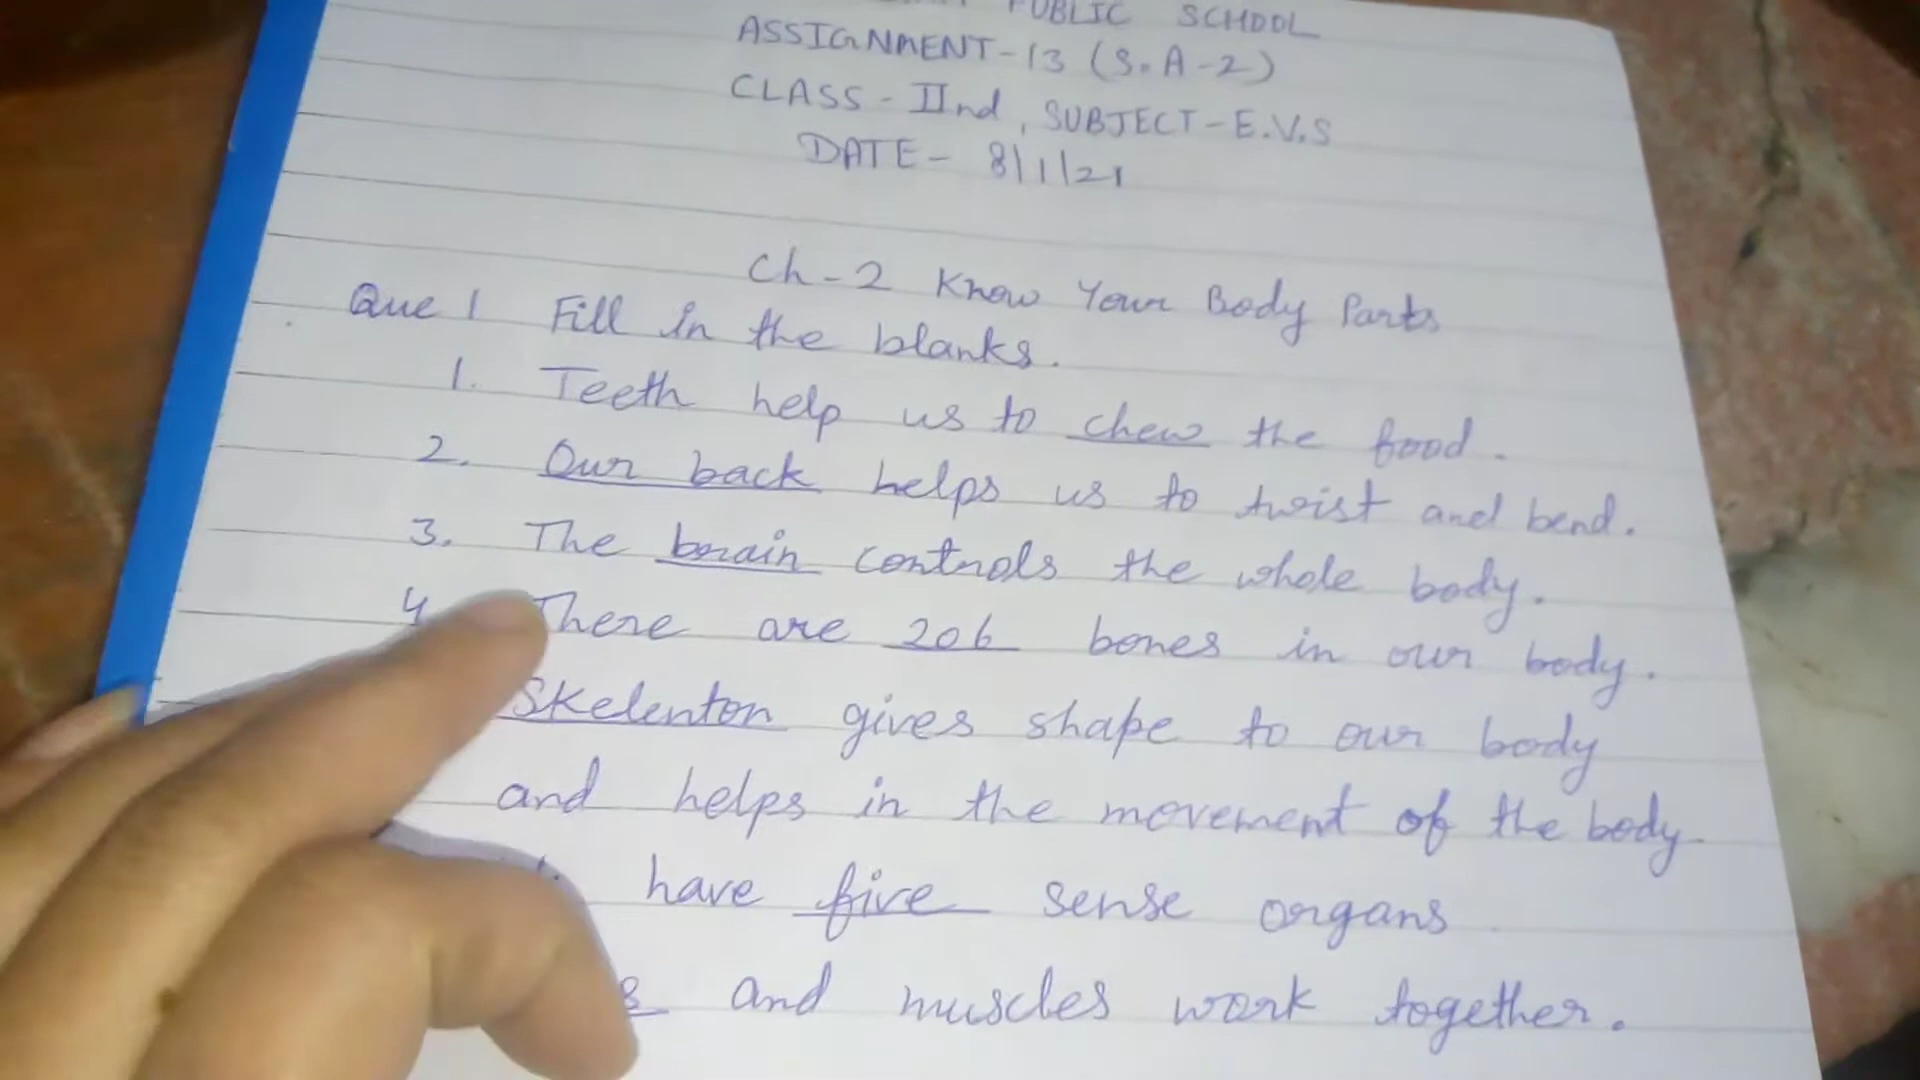 PUBLIC SCHOOL
ASSIGNMENT-13 (S.A-2)
CLASS-IInd, SUBJECT-E.V.S
DATE- 8/1/21
Ch-2 Know Your Body Parts
Que 1 Fill in the blanks.
1. Teeth help us to chew the food.
2. Our back helps us to twist and bend.
3. The brain controls the whole body.
4. There are 206 bones in our body.
Skelenton gives shape to our body
and helps in the movement of the body
have five sense organs
and muscles work together.